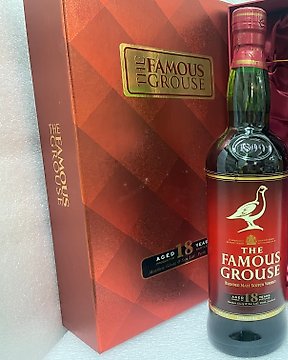 THE
FAMOUS
GROUSE
AGED 18 YEARS
THE FAMOUS
GROUSE
THE
FAMOUS
GROUSE
BLENDED MALT SCOTCH WHISKY
AGED 18 YEARS